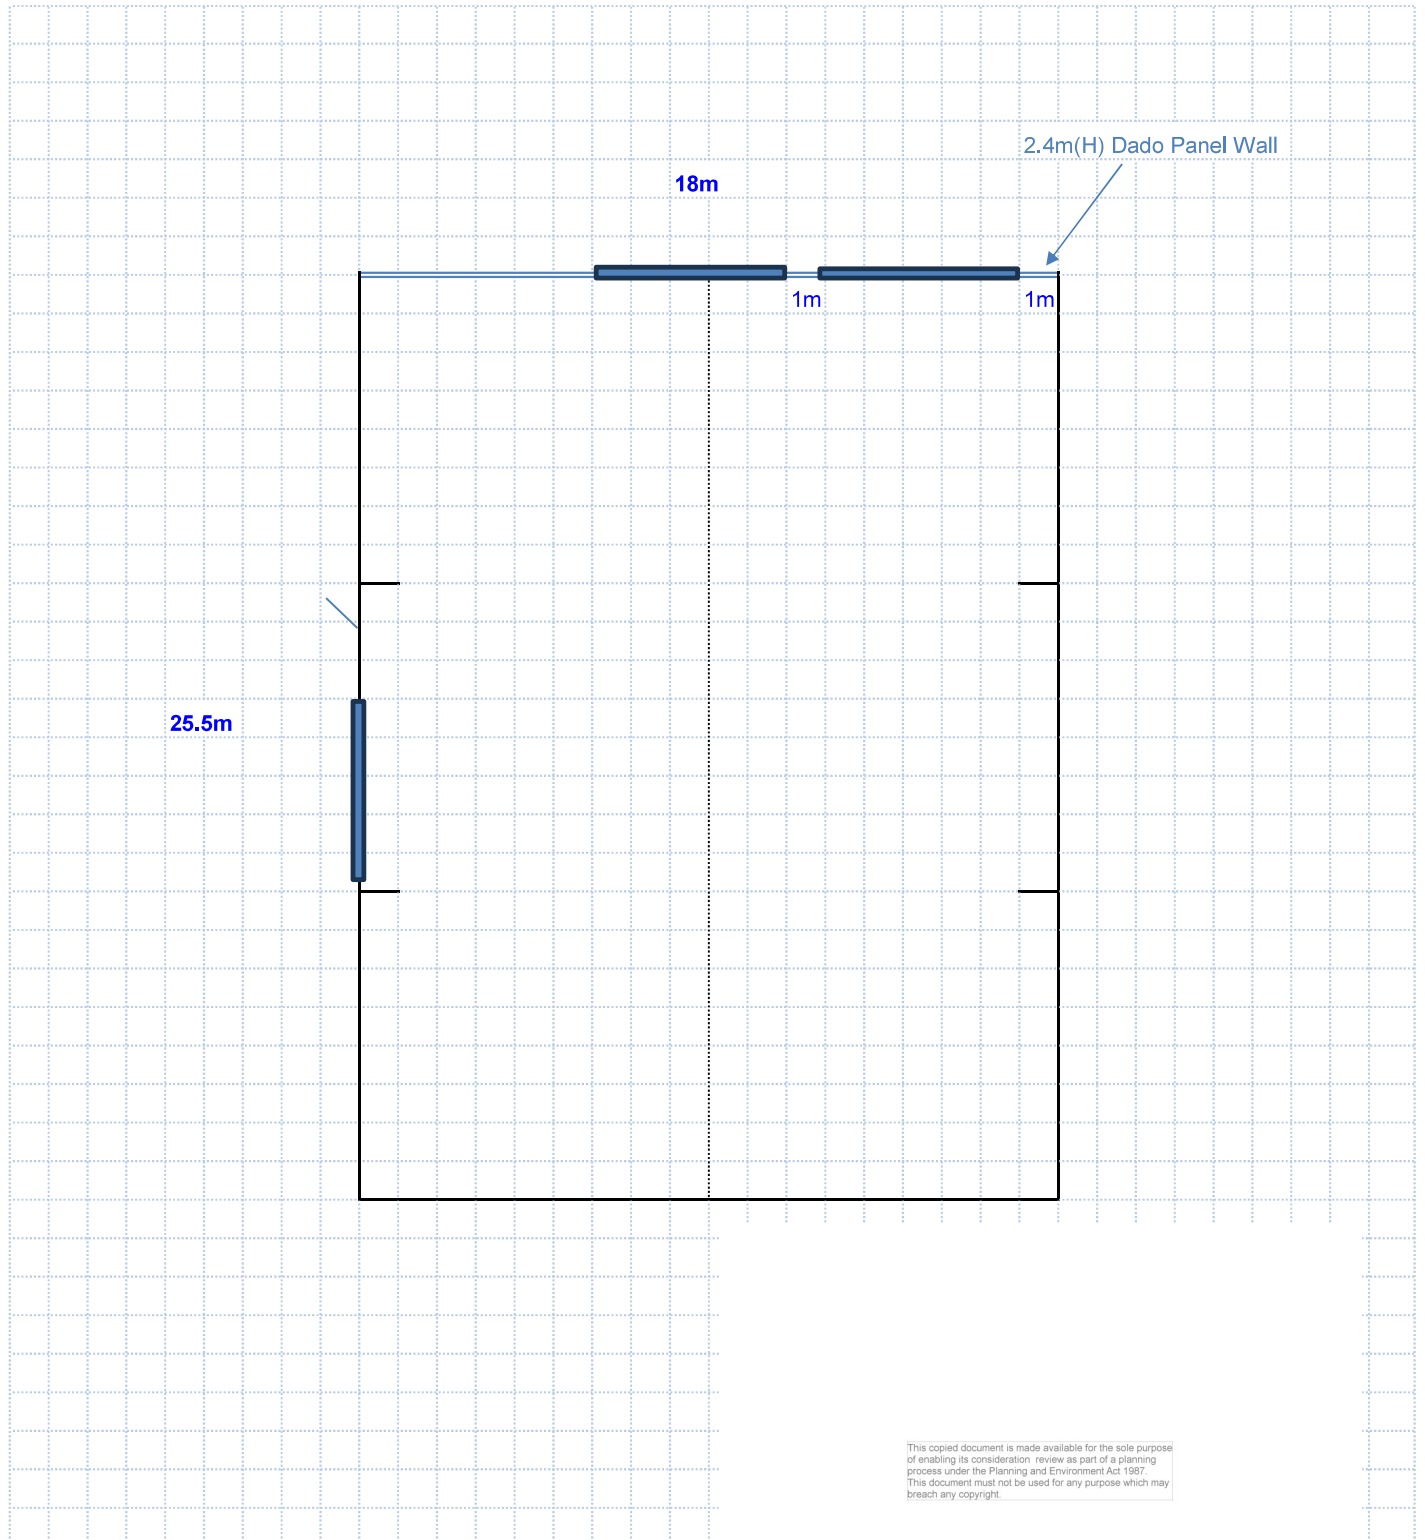 2.4m(H) Dado Panel Wall
18m
1m
1m
25.5m
This copied document is made available for the sole purpose
of enabling its consideration  review as part of a planning
process under the Planning and Environment Act 1987.
This document must not be used for any purpose which may
breach any copyright.